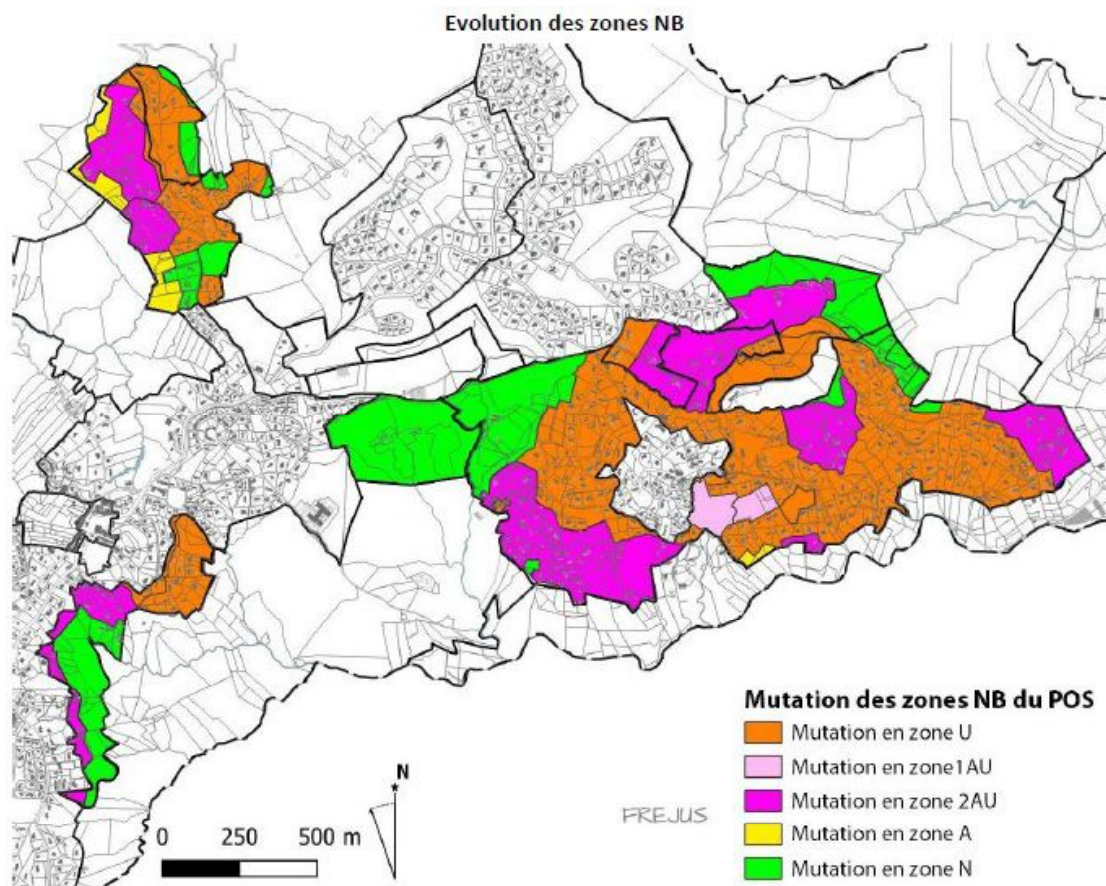 Evolution des zones NB
Mutation des zones NB du POS
Mutation en zone U
Mutation en zone1AU
Mutation en zone 2AU
Mutation en zone A
Mutation en zone N
FREJUS
N
0 250 500 m